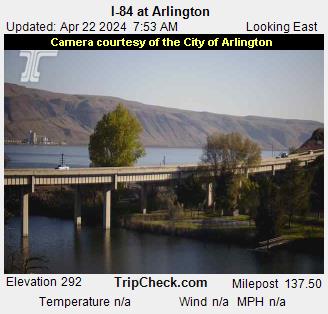 I-84 at Arlington
Updated: Apr 22 2024 7:53 AM Looking East
Camera courtesy of the City of Arlington
Elevation 292 TripCheck.com Milepost 137.50
Temperature n/a Wind n/a MPH n/a